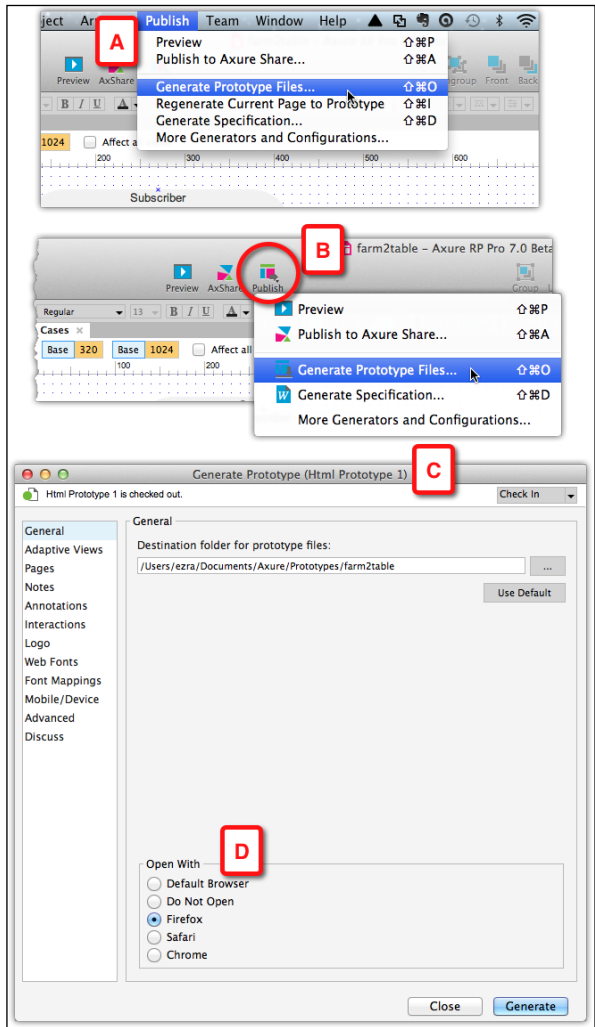 ject Ar Publish Team Window Help
A
Preview ⇧⌘P
Publish to Axure Share... ⇧⌘A
Preview AxShare group Front Back
Generate Prototype Files... ⇧⌘O
B I U A Regenerate Current Page to Prototype ⇧⌘I
Generate Specification... ⇧⌘D
1024 Affect a More Generators and Configurations...
200 300 400 500 600
Subscriber
B
farm2table – Axure RP Pro 7.0 Beta
Preview AxShare Publish Group
Regular 13 B I U A
Preview ⇧⌘P
Cases ×
Publish to Axure Share... ⇧⌘A
Base 320 Base 1024 Affect all
100 200
Generate Prototype Files... ⇧⌘O
Generate Specification... ⇧⌘D
More Generators and Configurations...
C
Generate Prototype (Html Prototype 1)
Html Prototype 1 is checked out. Check In
General
Adaptive Views
Pages
Notes
Annotations
Interactions
Logo
Web Fonts
Font Mappings
Mobile/Device
Advanced
Discuss
General
Destination folder for prototype files:
/Users/ezra/Documents/Axure/Prototypes/farm2table ...
Use Default
D
Open With
Default Browser
Do Not Open
Firefox
Safari
Chrome
Close Generate